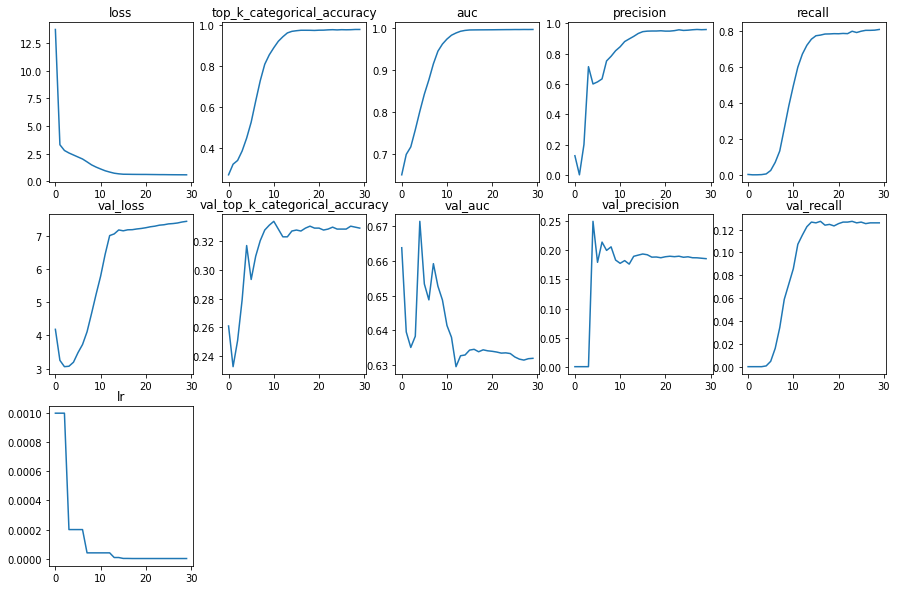 loss
top_k_categorical_accuracy
auc
precision
recall
12.5
10.0
7.5
5.0
2.5
0.0
0 10 20 30
1.0
0.8
0.6
0.4
0 10 20 30
1.0
0.9
0.8
0.7
0 10 20 30
1.0
0.8
0.6
0.4
0.2
0.0
0 10 20 30
0.8
0.6
0.4
0.2
0.0
0 10 20 30
val_loss
val_top_k_categorical_accuracy
val_auc
val_precision
val_recall
7
6
5
4
3
0 10 20 30
0.32
0.30
0.28
0.26
0.24
0 10 20 30
0.67
0.66
0.65
0.64
0.63
0 10 20 30
0.25
0.20
0.15
0.10
0.05
0.00
0 10 20 30
0.12
0.10
0.08
0.06
0.04
0.02
0.00
0 10 20 30
lr
0.0010
0.0008
0.0006
0.0004
0.0002
0.0000
0 10 20 30